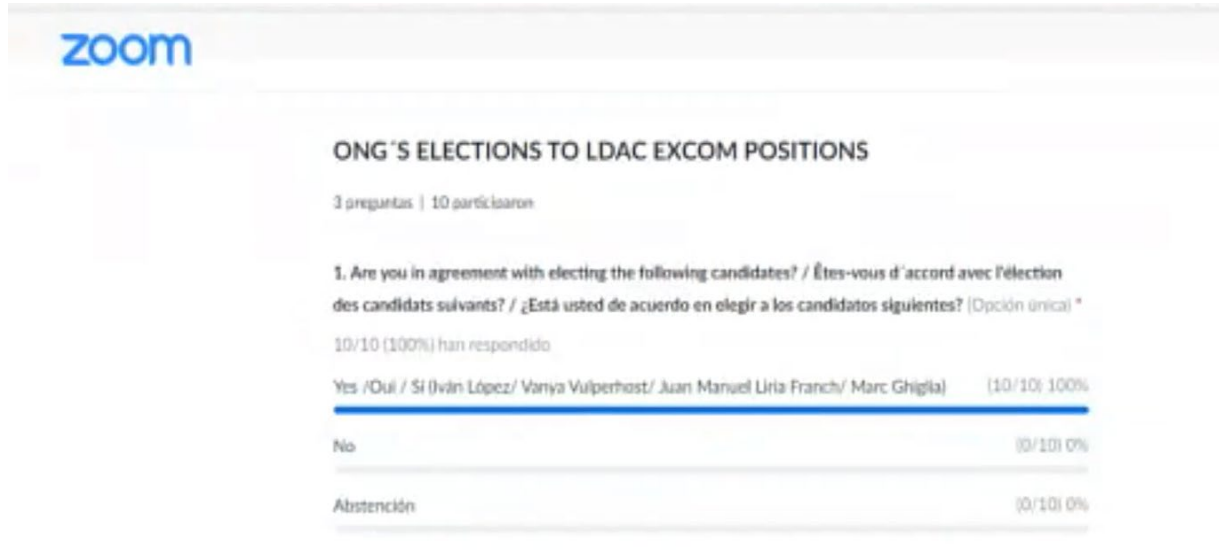 zoom
ONG´S ELECTIONS TO LDAC EXCOM POSITIONS
3 preguntas | 10 participaron
1. Are you in agreement with electing the following candidates? / Êtes-vous d´accord avec l'élection
des candidats suivants? / ¿Está usted de acuerdo en elegir a los candidatos siguientes? (Opción única) *
10/10 (100%) han respondido
Yes /Oui / Sí (Iván López/ Vanya Vulperhost/ Juan Manuel Liria Franch/ Marc Ghiglia) (10/10) 100%
No (0/10) 0%
Abstención (0/10) 0%